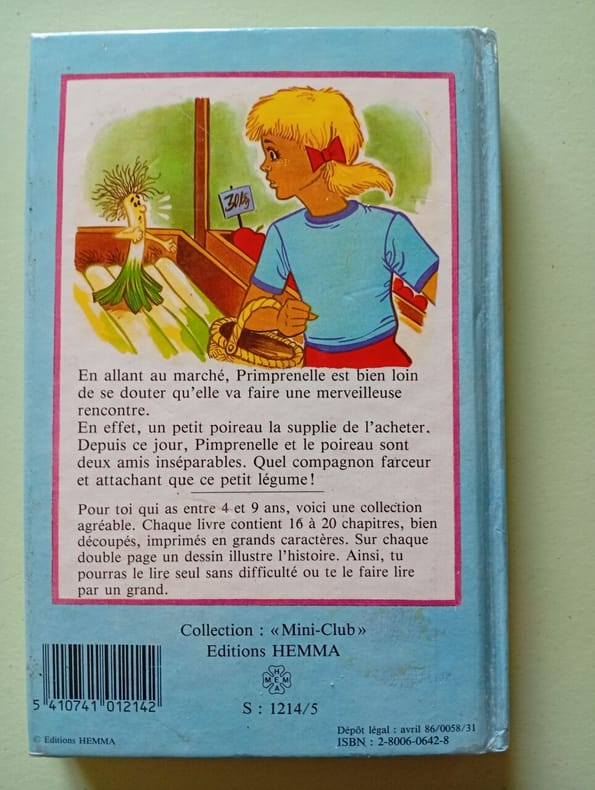 30 kg
En allant au marché, Primprenelle est bien loin
de se douter qu'elle va faire une merveilleuse
rencontre.
En effet, un petit poireau la supplie de l'acheter.
Depuis ce jour, Pimprenelle et le poireau sont
deux amis inséparables. Quel compagnon farceur
et attachant que ce petit légume!
Pour toi qui as entre 4 et 9 ans, voici une collection
agréable. Chaque livre contient 16 à 20 chapitres, bien
découpés, imprimés en grands caractères. Sur chaque
double page un dessin illustre l'histoire. Ainsi, tu
pourras le lire seul sans difficulté ou te le faire lire
par un grand.
Collection : « Mini-Club »
Editions HEMMA
HEMMA
S : 1214/5
5 410741 012142
© Editions HEMMA
Dépôt légal : avril 86/0058/31
ISBN : 2-8006-0642-8